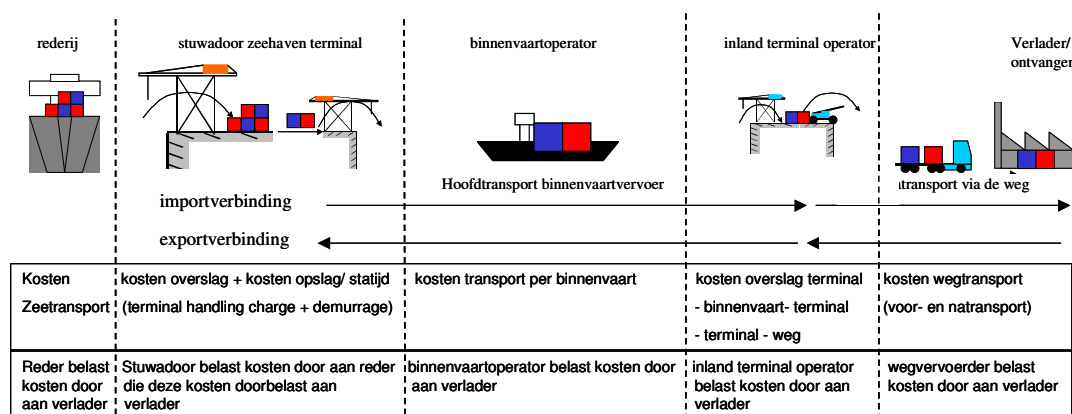 rederij
stuwadoor zeehaven terminal
binnenvaartoperator
inland terminal operator
Verlader/
ontvanger
Hoofdtransport binnenvaartvervoer
via de weg
importverbinding
exportverbinding
Kosten
Zeetransport
kosten overslag + kosten opslag/ statijd
(terminal handling charge + demurrage)
kosten transport per binnenvaart
kosten overslag terminal
- binnenvaart- terminal
- terminal - weg
kosten wegtransport
(voor- en natransport)
Reder belast
kosten door
aan verlader
Stuwadoor belast kosten door aan reder
die deze kosten doorbelast aan
verlader
binnenvaartoperator belast kosten door
aan verlader
inland terminal operator
belast kosten door aan
verlader
wegvervoerder belast
kosten door aan verlader